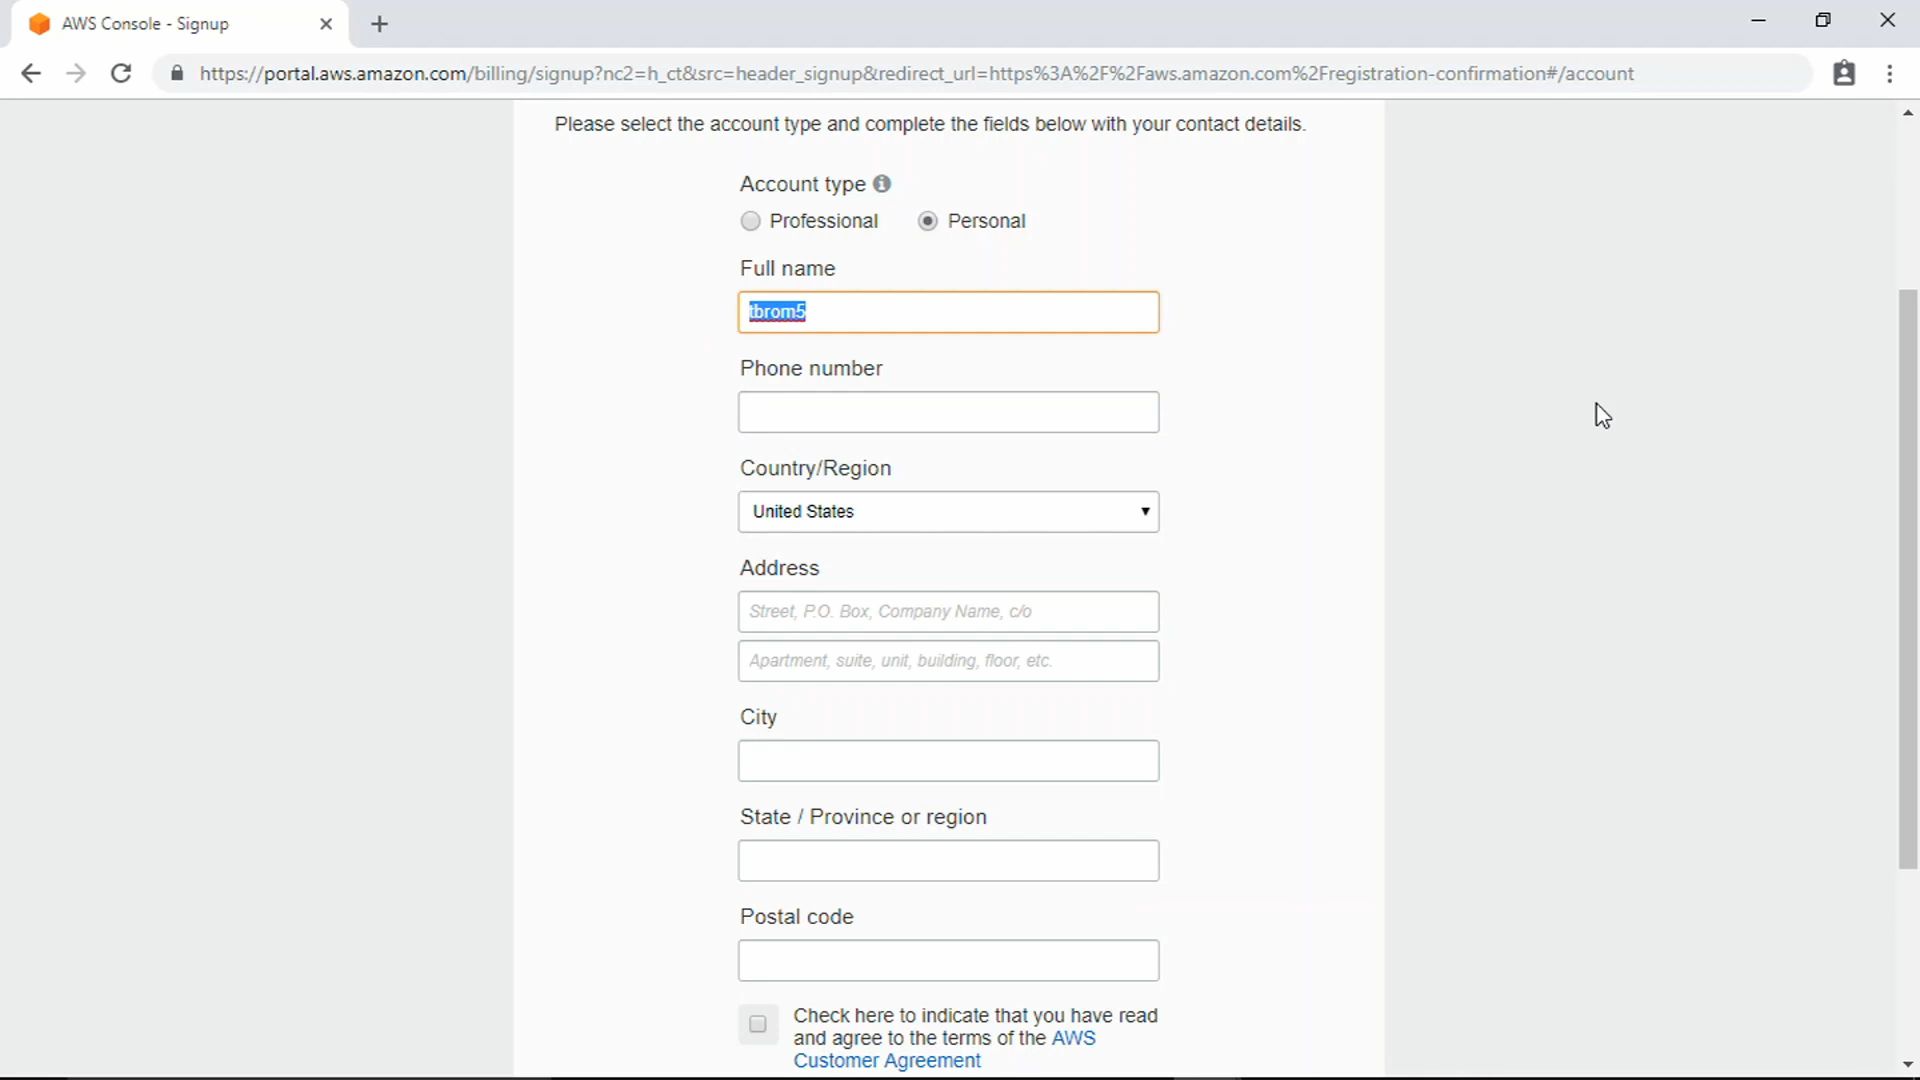 AWS Console - Signup
https://portal.aws.amazon.com/billing/signup?nc2=h_ct&src=header_signup&redirect_url=https%3A%2F%2Faws.amazon.com%2Fregistration-confirmation#/account
Please select the account type and complete the fields below with your contact details.
Account type
Professional Personal
Full name
tbrom5
Phone number
Country/Region
United States
Address
Street, P.O. Box, Company Name, c/o
Apartment, suite, unit, building, floor, etc.
City
State / Province or region
Postal code
Check here to indicate that you have read
and agree to the terms of the AWS
Customer Agreement